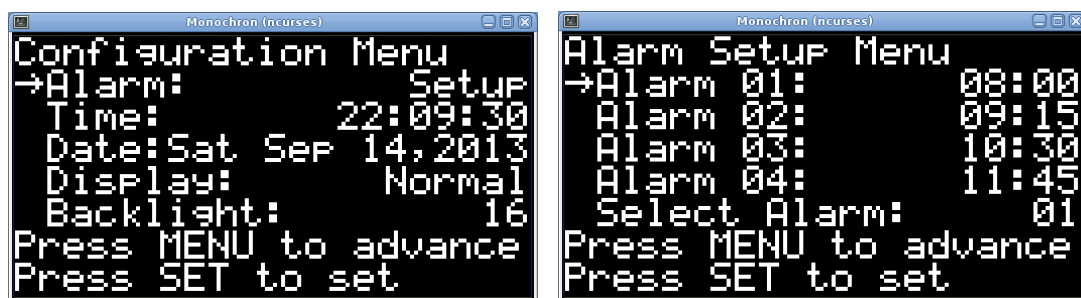 Monochron (ncurses)
Configuration Menu
→Alarm: Setup
Time: 22:09:30
Date:Sat Sep 14,2013
Display: Normal
Backlight: 16
Press MENU to advance
Press SET to set
Monochron (ncurses)
Alarm Setup Menu
→Alarm 01: 08:00
Alarm 02: 09:15
Alarm 03: 10:30
Alarm 04: 11:45
Select Alarm: 01
Press MENU to advance
Press SET to set